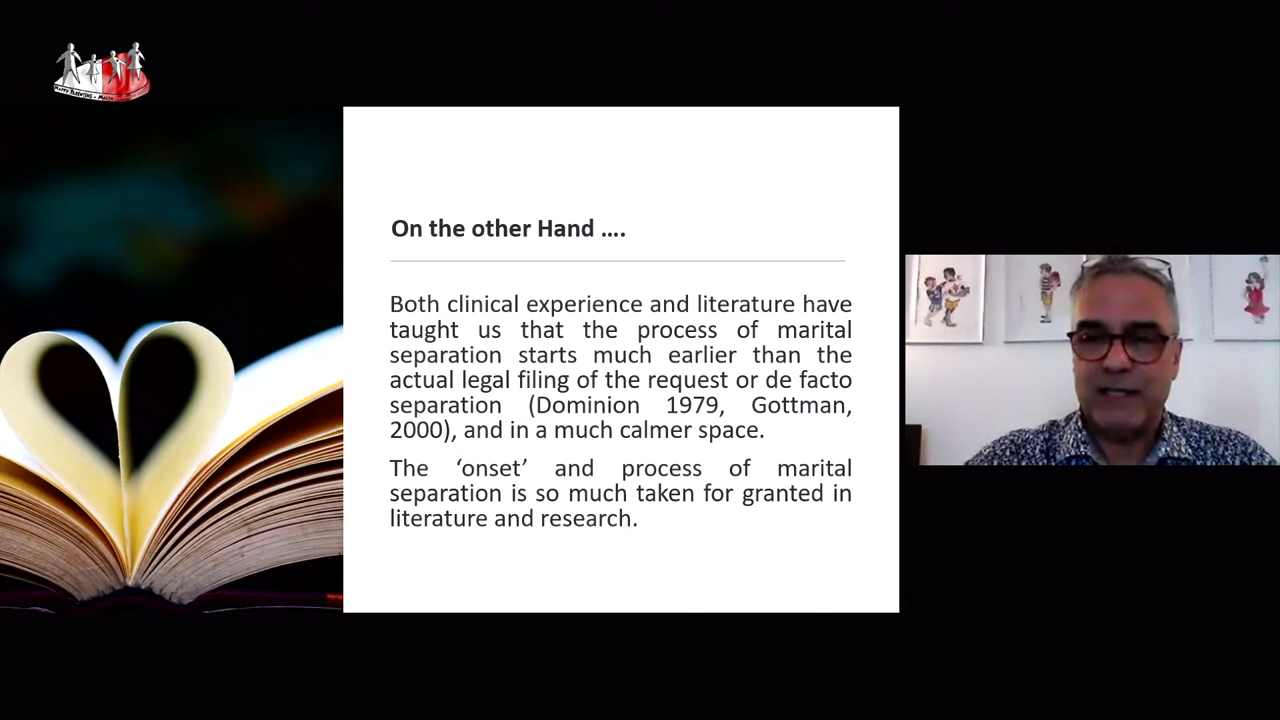 HAPPY PARENTING - MALTA
On the other Hand ....
Both clinical experience and literature have
taught us that the process of marital
separation starts much earlier than the
actual legal filing of the request or de facto
separation (Dominion 1979, Gottman,
2000), and in a much calmer space.
The ‘onset’ and process of marital
separation is so much taken for granted in
literature and research.